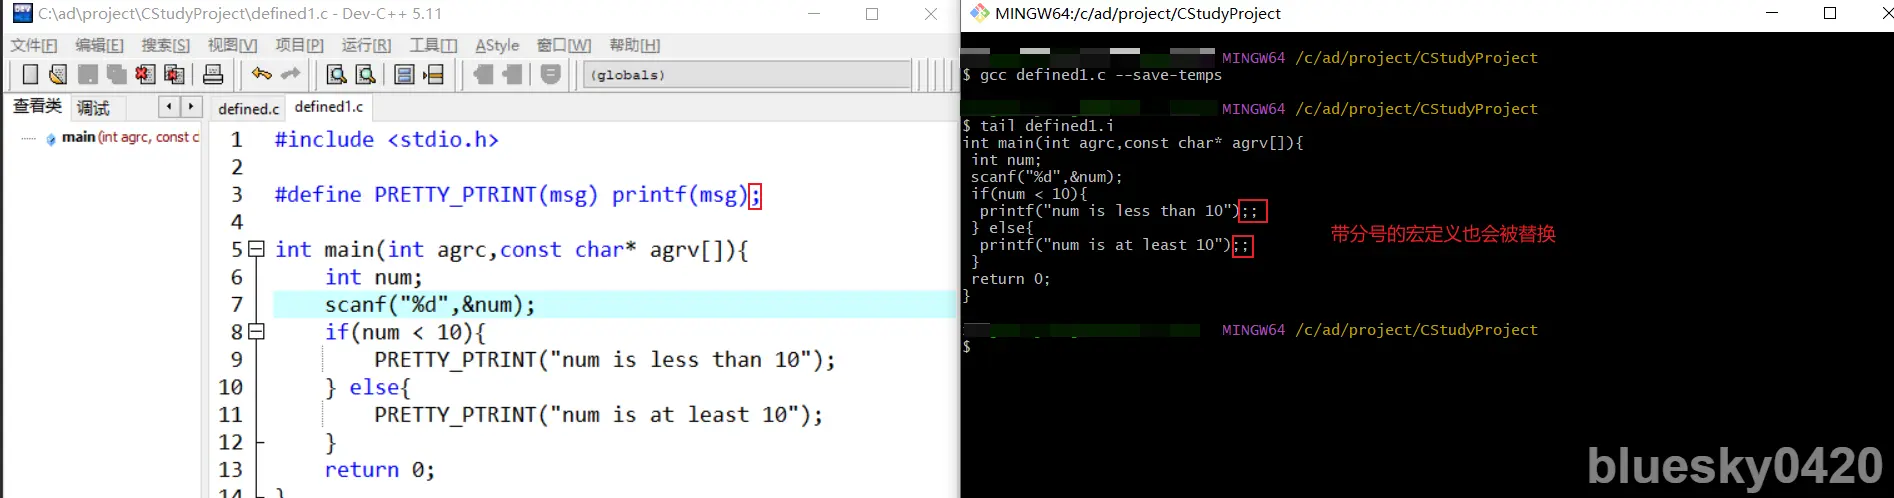 C:\ad\project\CStudyProject\defined1.c - Dev-C++ 5.11
文件[F] 编辑[E] 搜索[S] 视图[V] 项目[P] 运行[R] 工具[T] AStyle 窗口[W] 帮助[H]
(globals)
查看类 调试
defined.c defined1.c
main (int agrc, const c
1 #include <stdio.h>
2
3 #define PRETTY_PTRINT(msg) printf(msg);
4
5 int main(int agrc,const char* agrv[]){
6 int num;
7 scanf("%d",&num);
8 if(num < 10){
9 PRETTY_PTRINT("num is less than 10");
10 } else{
11 PRETTY_PTRINT("num is at least 10");
12 }
13 return 0;
14 }
MINGW64:/c/ad/project/CStudyProject
MINGW64 /c/ad/project/CStudyProject
$ gcc defined1.c --save-temps
MINGW64 /c/ad/project/CStudyProject
$ tail defined1.i
int main(int agrc,const char* agrv[]){
int num;
scanf("%d",&num);
if(num < 10){
printf("num is less than 10");;
} else{
printf("num is at least 10");;
}
return 0;
}
带分号的宏定义也会被替换
MINGW64 /c/ad/project/CStudyProject
$
bluesky0420